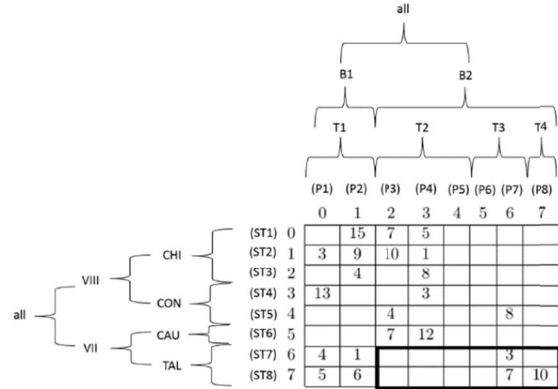 all
B1 B2
T1 T2 T3 T4
(P1) (P2) (P3) (P4) (P5) (P6) (P7) (P8)
0 1 2 3 4 5 6 7
(ST1) 0 15 7 5
(ST2) 1 3 9 10 1
CHI
(ST3) 2 4 8
VIII
(ST4) 3 13 3
CON
(ST5) 4 4 8
all
(ST6) 5 7 12
CAU
VII
(ST7) 6 4 1 3
TAL
(ST8) 7 5 6 7 10